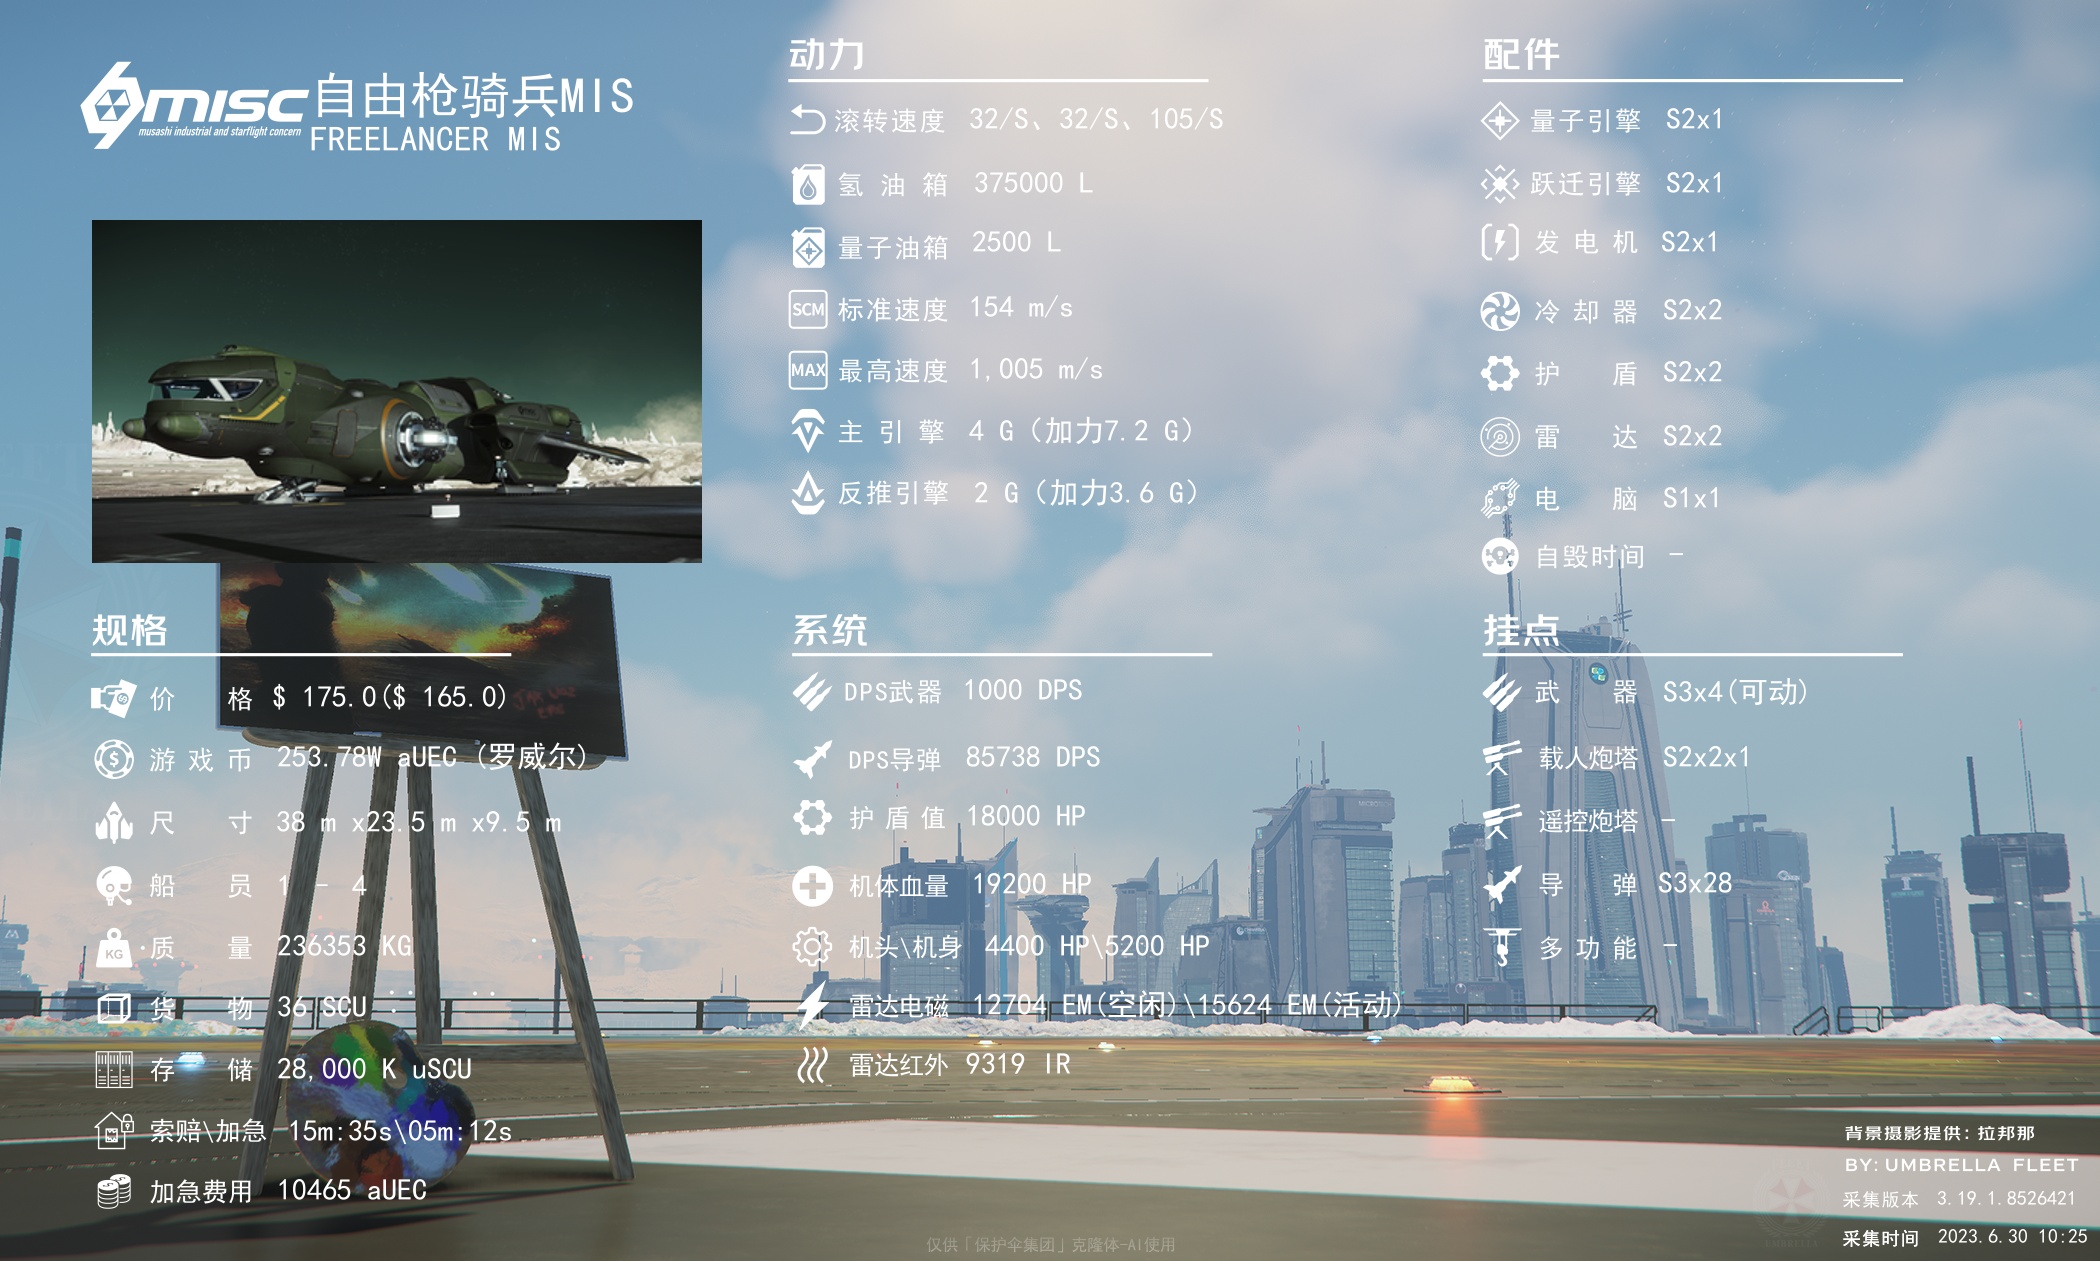 MISC
musashi industrial and starflight concern
自由枪骑兵MIS
FREELANCER MIS
规格
价格 $ 175.0($ 165.0)
游戏币 253.78W aUEC (罗威尔)
尺寸 38 m x23.5 m x9.5 m
船员 1 - 4
KG 质量 236353 KG
货物 36 SCU
存储 28,000 K uSCU
索赔\加急 15m:35s\05m:12s
加急费用 10465 aUEC
动力
滚转速度 32/S、32/S、105/S
氢油箱 375000 L
量子油箱 2500 L
SCM 标准速度 154 m/s
MAX 最高速度 1,005 m/s
主引擎 4 G（加力7.2 G）
反推引擎 2 G（加力3.6 G）
系统
DPS武器 1000 DPS
DPS导弹 85738 DPS
护盾值 18000 HP
机体血量 19200 HP
机头\机身 4400 HP\5200 HP
雷达电磁 12704 EM(空闲)\15624 EM(活动)
雷达红外 9319 IR
配件
量子引擎 S2x1
跃迁引擎 S2x1
发电机 S2x1
冷却器 S2x2
护盾 S2x2
雷达 S2x2
电脑 S1x1
自毁时间 -
挂点
武器 S3x4(可动)
载人炮塔 S2x2x1
遥控炮塔 -
导弹 S3x28
多功能 -
背景摄影提供: 拉邦那
BY: UMBRELLA FLEET
采集版本 3.19.1.8526421
采集时间 2023.6.30 10:25
仅供「保护伞集团」克隆体-AI使用